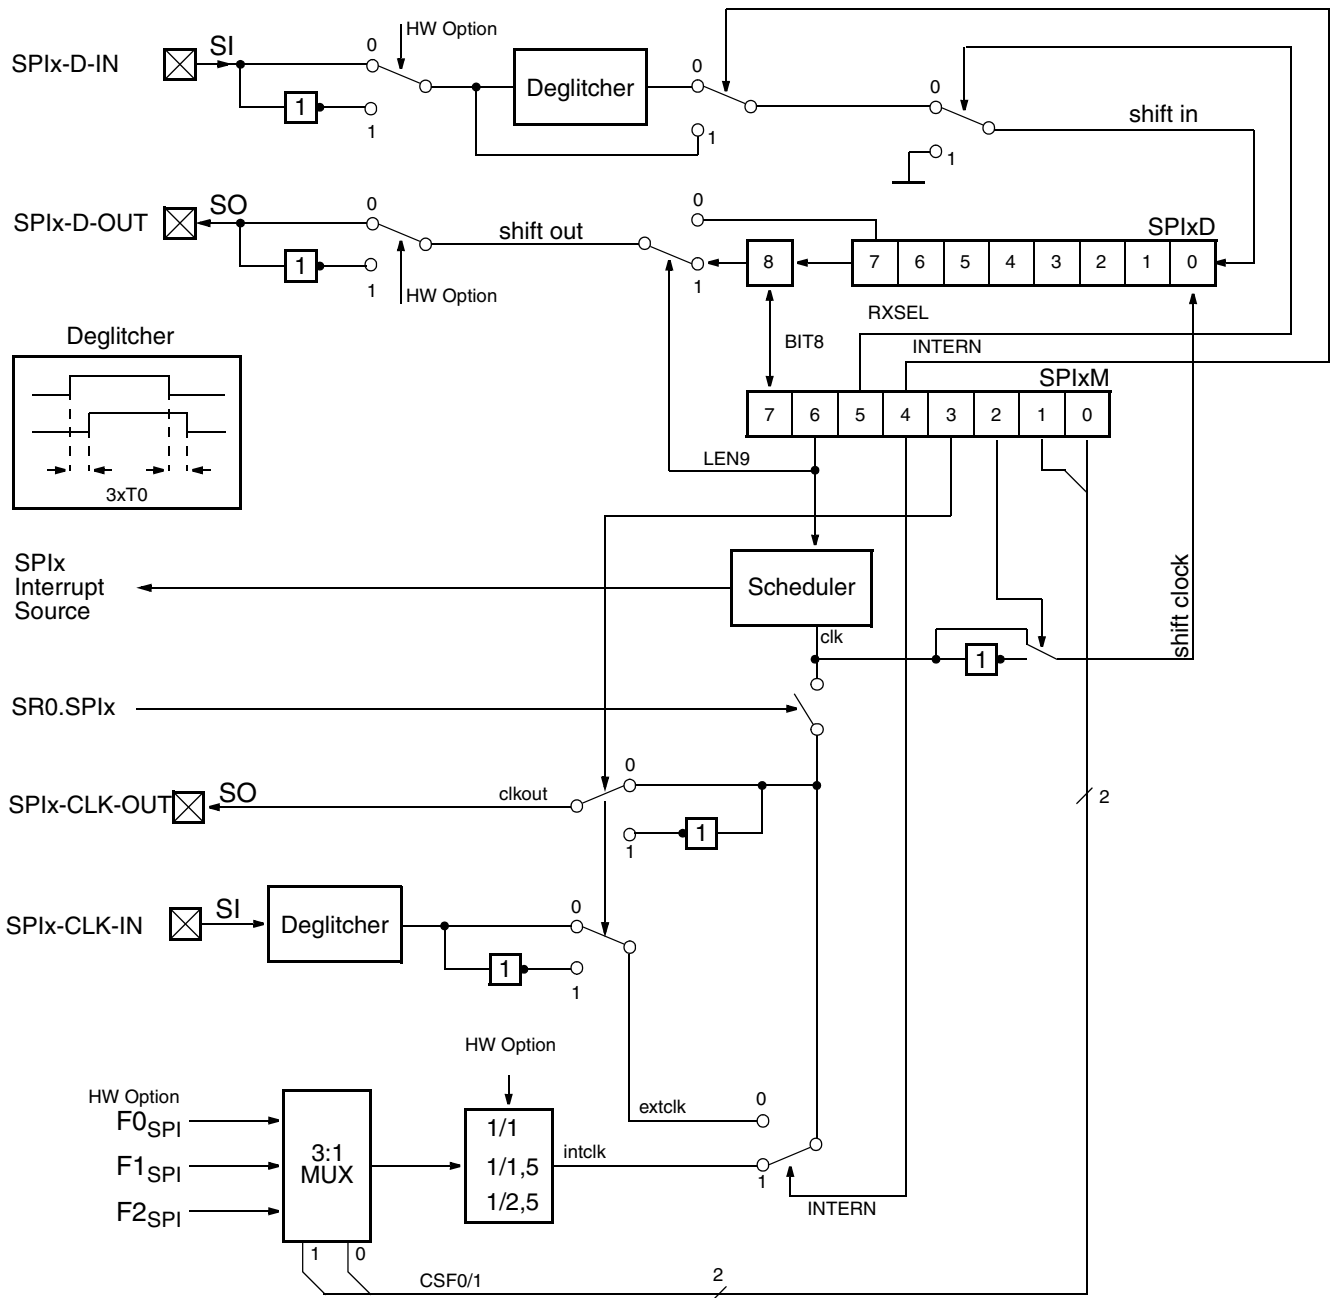 HW Option
SPIx-D-IN
SI
0
1
1
Deglitcher
0
1
0
1
shift in
SPIx-D-OUT
SO
0
1
1
HW Option
shift out
0
1
8
SPIxD
7 6 5 4 3 2 1 0
RXSEL
BIT8
INTERN
SPIxM
7 6 5 4 3 2 1 0
LEN9
Deglitcher
3xT0
SPIx
Interrupt
Source
Scheduler
clk
1
shift clock
SR0.SPIx
SPIx-CLK-OUT
SO
clkout
0
1
1
2
SPIx-CLK-IN
SI
Deglitcher
0
1
1
HW Option
HW Option
F0SPI
F1SPI
F2SPI
3:1
MUX
1 0
1/1
1/1,5
1/2,5
extclk
intclk
0
1
INTERN
CSF0/1
2